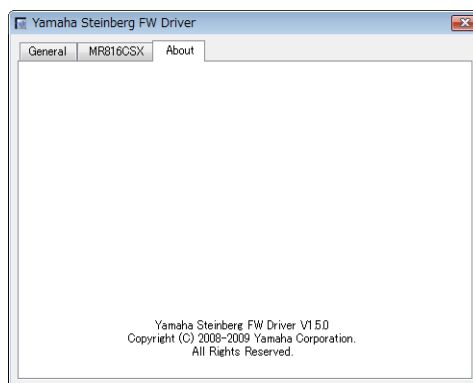 Yamaha Steinberg FW Driver
General
MR816CSX
About
Yamaha Steinberg FW Driver V1.5.0
Copyright (C) 2008-2009 Yamaha Corporation.
All Rights Reserved.